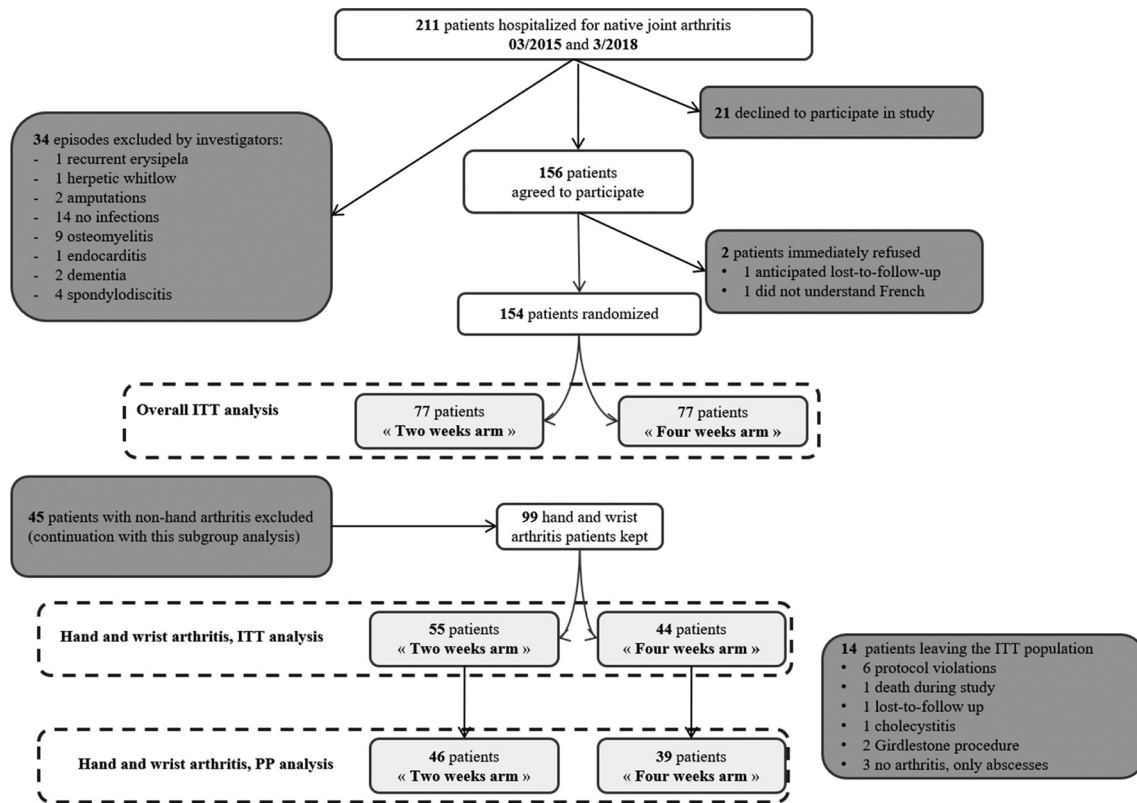 211 patients hospitalized for native joint arthritis
03/2015 and 3/2018
21 declined to participate in study
34 episodes excluded by investigators:
- 1 recurrent erysipela
- 1 herpetic whitlow
- 2 amputations
- 14 no infections
- 9 osteomyelitis
- 1 endocarditis
- 2 dementia
- 4 spondylodiscitis
156 patients
agreed to participate
2 patients immediately refused
• 1 anticipated lost-to-follow-up
• 1 did not understand French
154 patients randomized
Overall ITT analysis
77 patients
« Two weeks arm »
77 patients
« Four weeks arm »
45 patients with non-hand arthritis excluded
(continuation with this subgroup analysis)
99 hand and wrist
arthritis patients kept
Hand and wrist arthritis, ITT analysis
55 patients
« Two weeks arm »
44 patients
« Four weeks arm »
14 patients leaving the ITT population
• 6 protocol violations
• 1 death during study
• 1 lost-to-follow up
• 1 cholecystitis
• 2 Girdlestone procedure
• 3 no arthritis, only abscesses
Hand and wrist arthritis, PP analysis
46 patients
« Two weeks arm »
39 patients
« Four weeks arm »